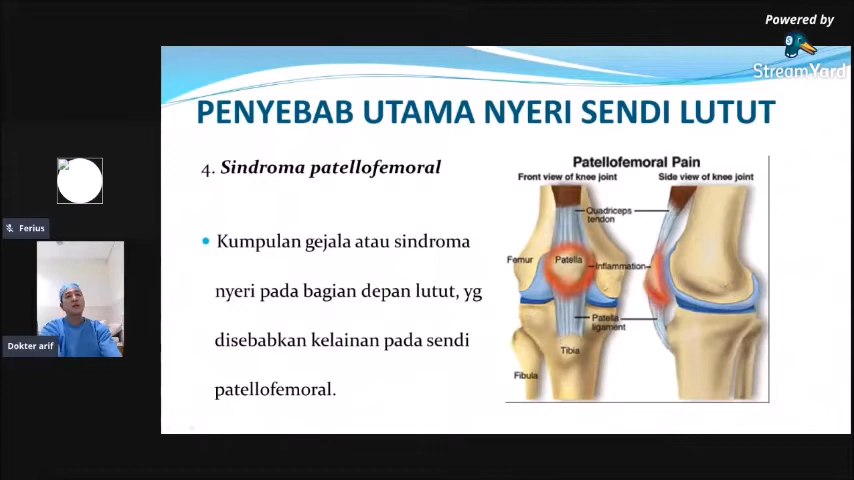 Powered by
StreamYard
PENYEBAB UTAMA NYERI SENDI LUTUT
4. Sindroma patellofemoral
Kumpulan gejala atau sindroma
nyeri pada bagian depan lutut, yg
disebabkan kelainan pada sendi
patellofemoral.
Patellofemoral Pain
Front view of knee joint
Side view of knee joint
Quadriceps
tendon
Femur
Patella
Inflammation
Patella
ligament
Tibia
Fibula
Ferius
Dokter arif